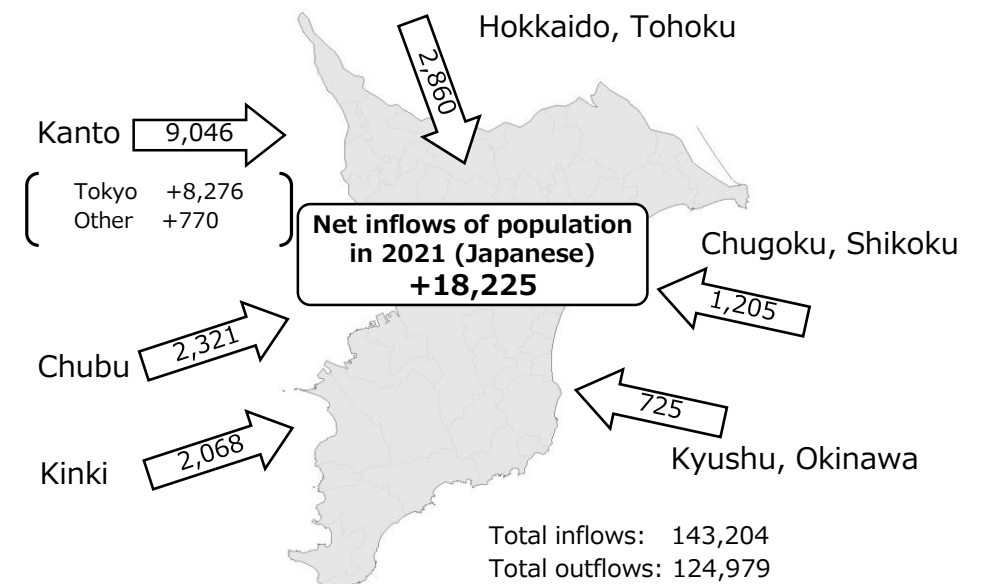 Hokkaido, Tohoku
2,860
Kanto
9,046
Tokyo +8,276
Other +770
Net inflows of population
in 2021 (Japanese)
+18,225
Chugoku, Shikoku
1,205
Chubu
2,321
725
Kyushu, Okinawa
Kinki
2,068
Total inflows: 143,204
Total outflows: 124,979